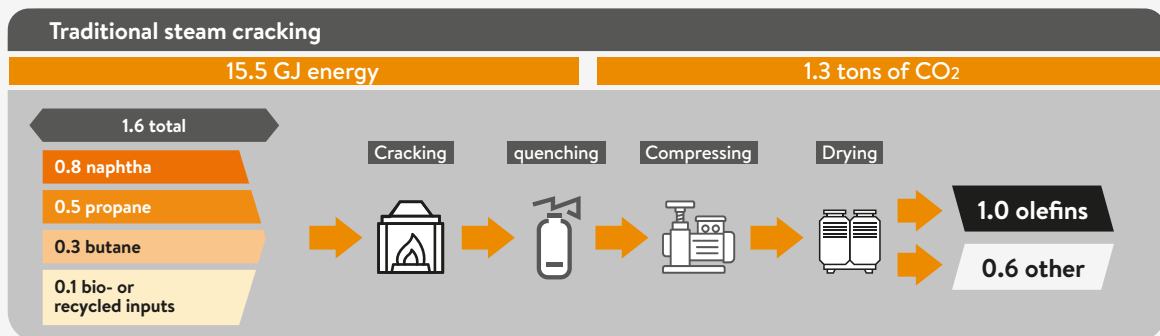 Traditional steam cracking
15.5 GJ energy
1.3 tons of CO2
1.6 total
0.8 naphtha
0.5 propane
0.3 butane
0.1 bio- or
recycled inputs
Cracking
quenching
Compressing
Drying
1.0 olefins
0.6 other